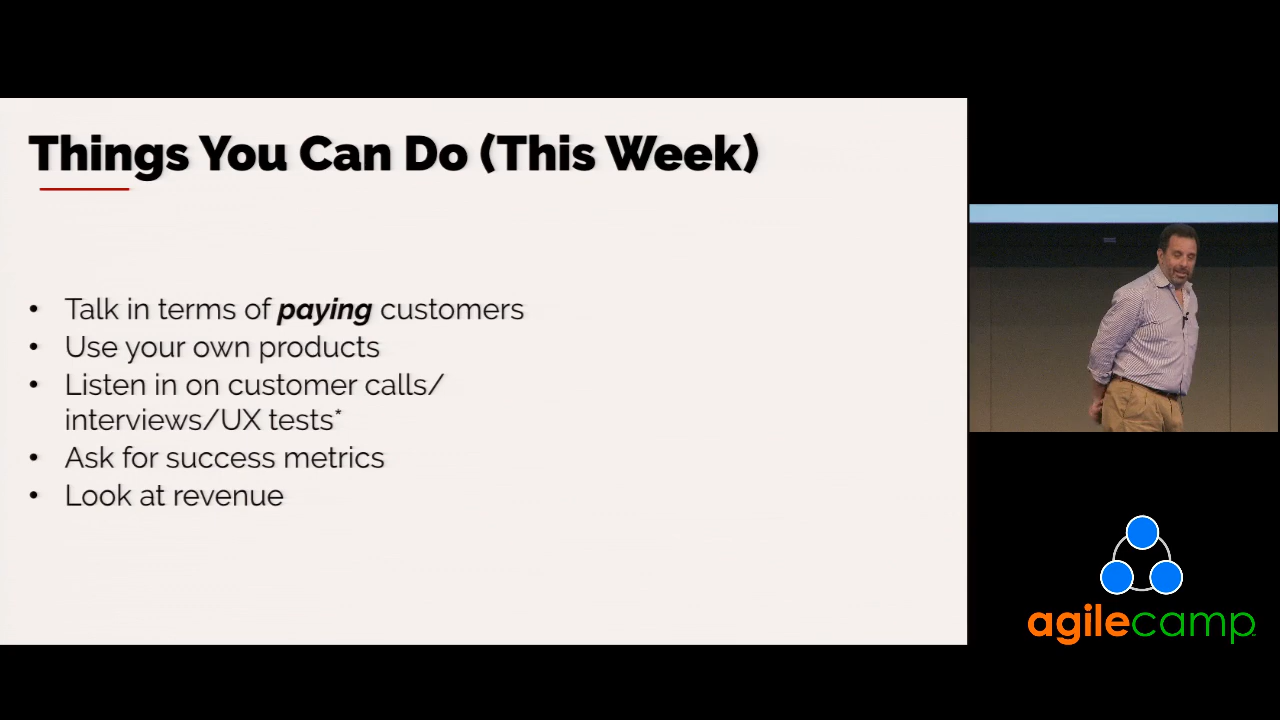 Things You Can Do (This Week)
• Talk in terms of paying customers
• Use your own products
• Listen in on customer calls/
interviews/UX tests*
• Ask for success metrics
• Look at revenue
agilecamp